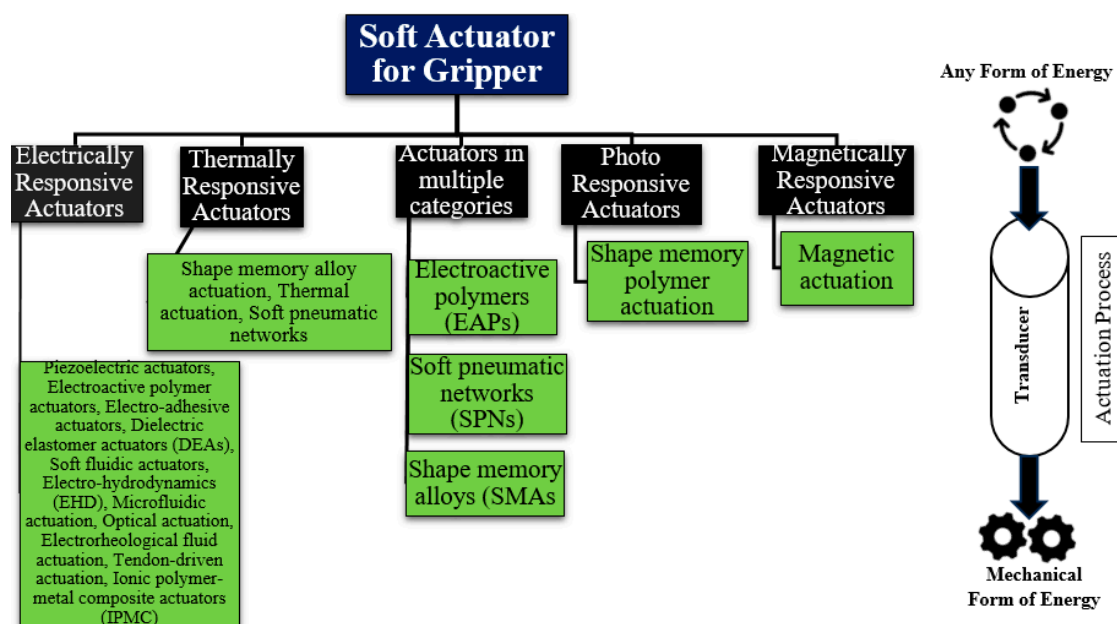 Soft Actuator
for Gripper
Electrically
Responsive
Actuators
Thermally
Responsive
Actuators
Actuators in
multiple
categories
Photo
Responsive
Actuators
Magnetically
Responsive
Actuators
Shape memory alloy
actuation, Thermal
actuation, Soft pneumatic
networks
Piezoelectric actuators,
Electroactive polymer
actuators, Electro-adhesive
actuators, Dielectric
elastomer actuators (DEAs),
Soft fluidic actuators,
Electro-hydrodynamics
(EHD), Microfluidic
actuation, Optical actuation,
Electrorheological fluid
actuation, Tendon-driven
actuation, Ionic polymer-
metal composite actuators
(IPMC)
Electroactive
polymers
(EAPs)
Soft pneumatic
networks
(SPNs)
Shape memory
alloys (SMAs
Shape memory
polymer
actuation
Magnetic
actuation
Any Form of Energy
Transducer
Actuation Process
Mechanical
Form of Energy